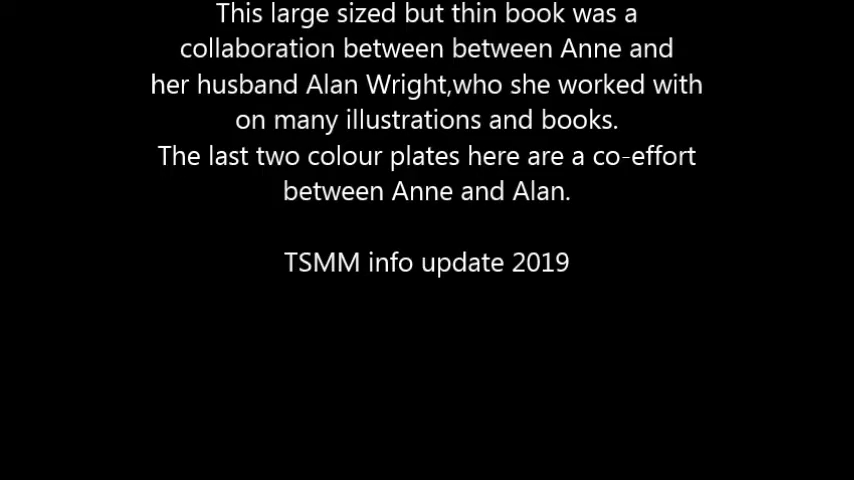 This large sized but thin book was a
collaboration between between Anne and
her husband Alan Wright,who she worked with
on many illustrations and books.
The last two colour plates here are a co-effort
between Anne and Alan.
TSMM info update 2019